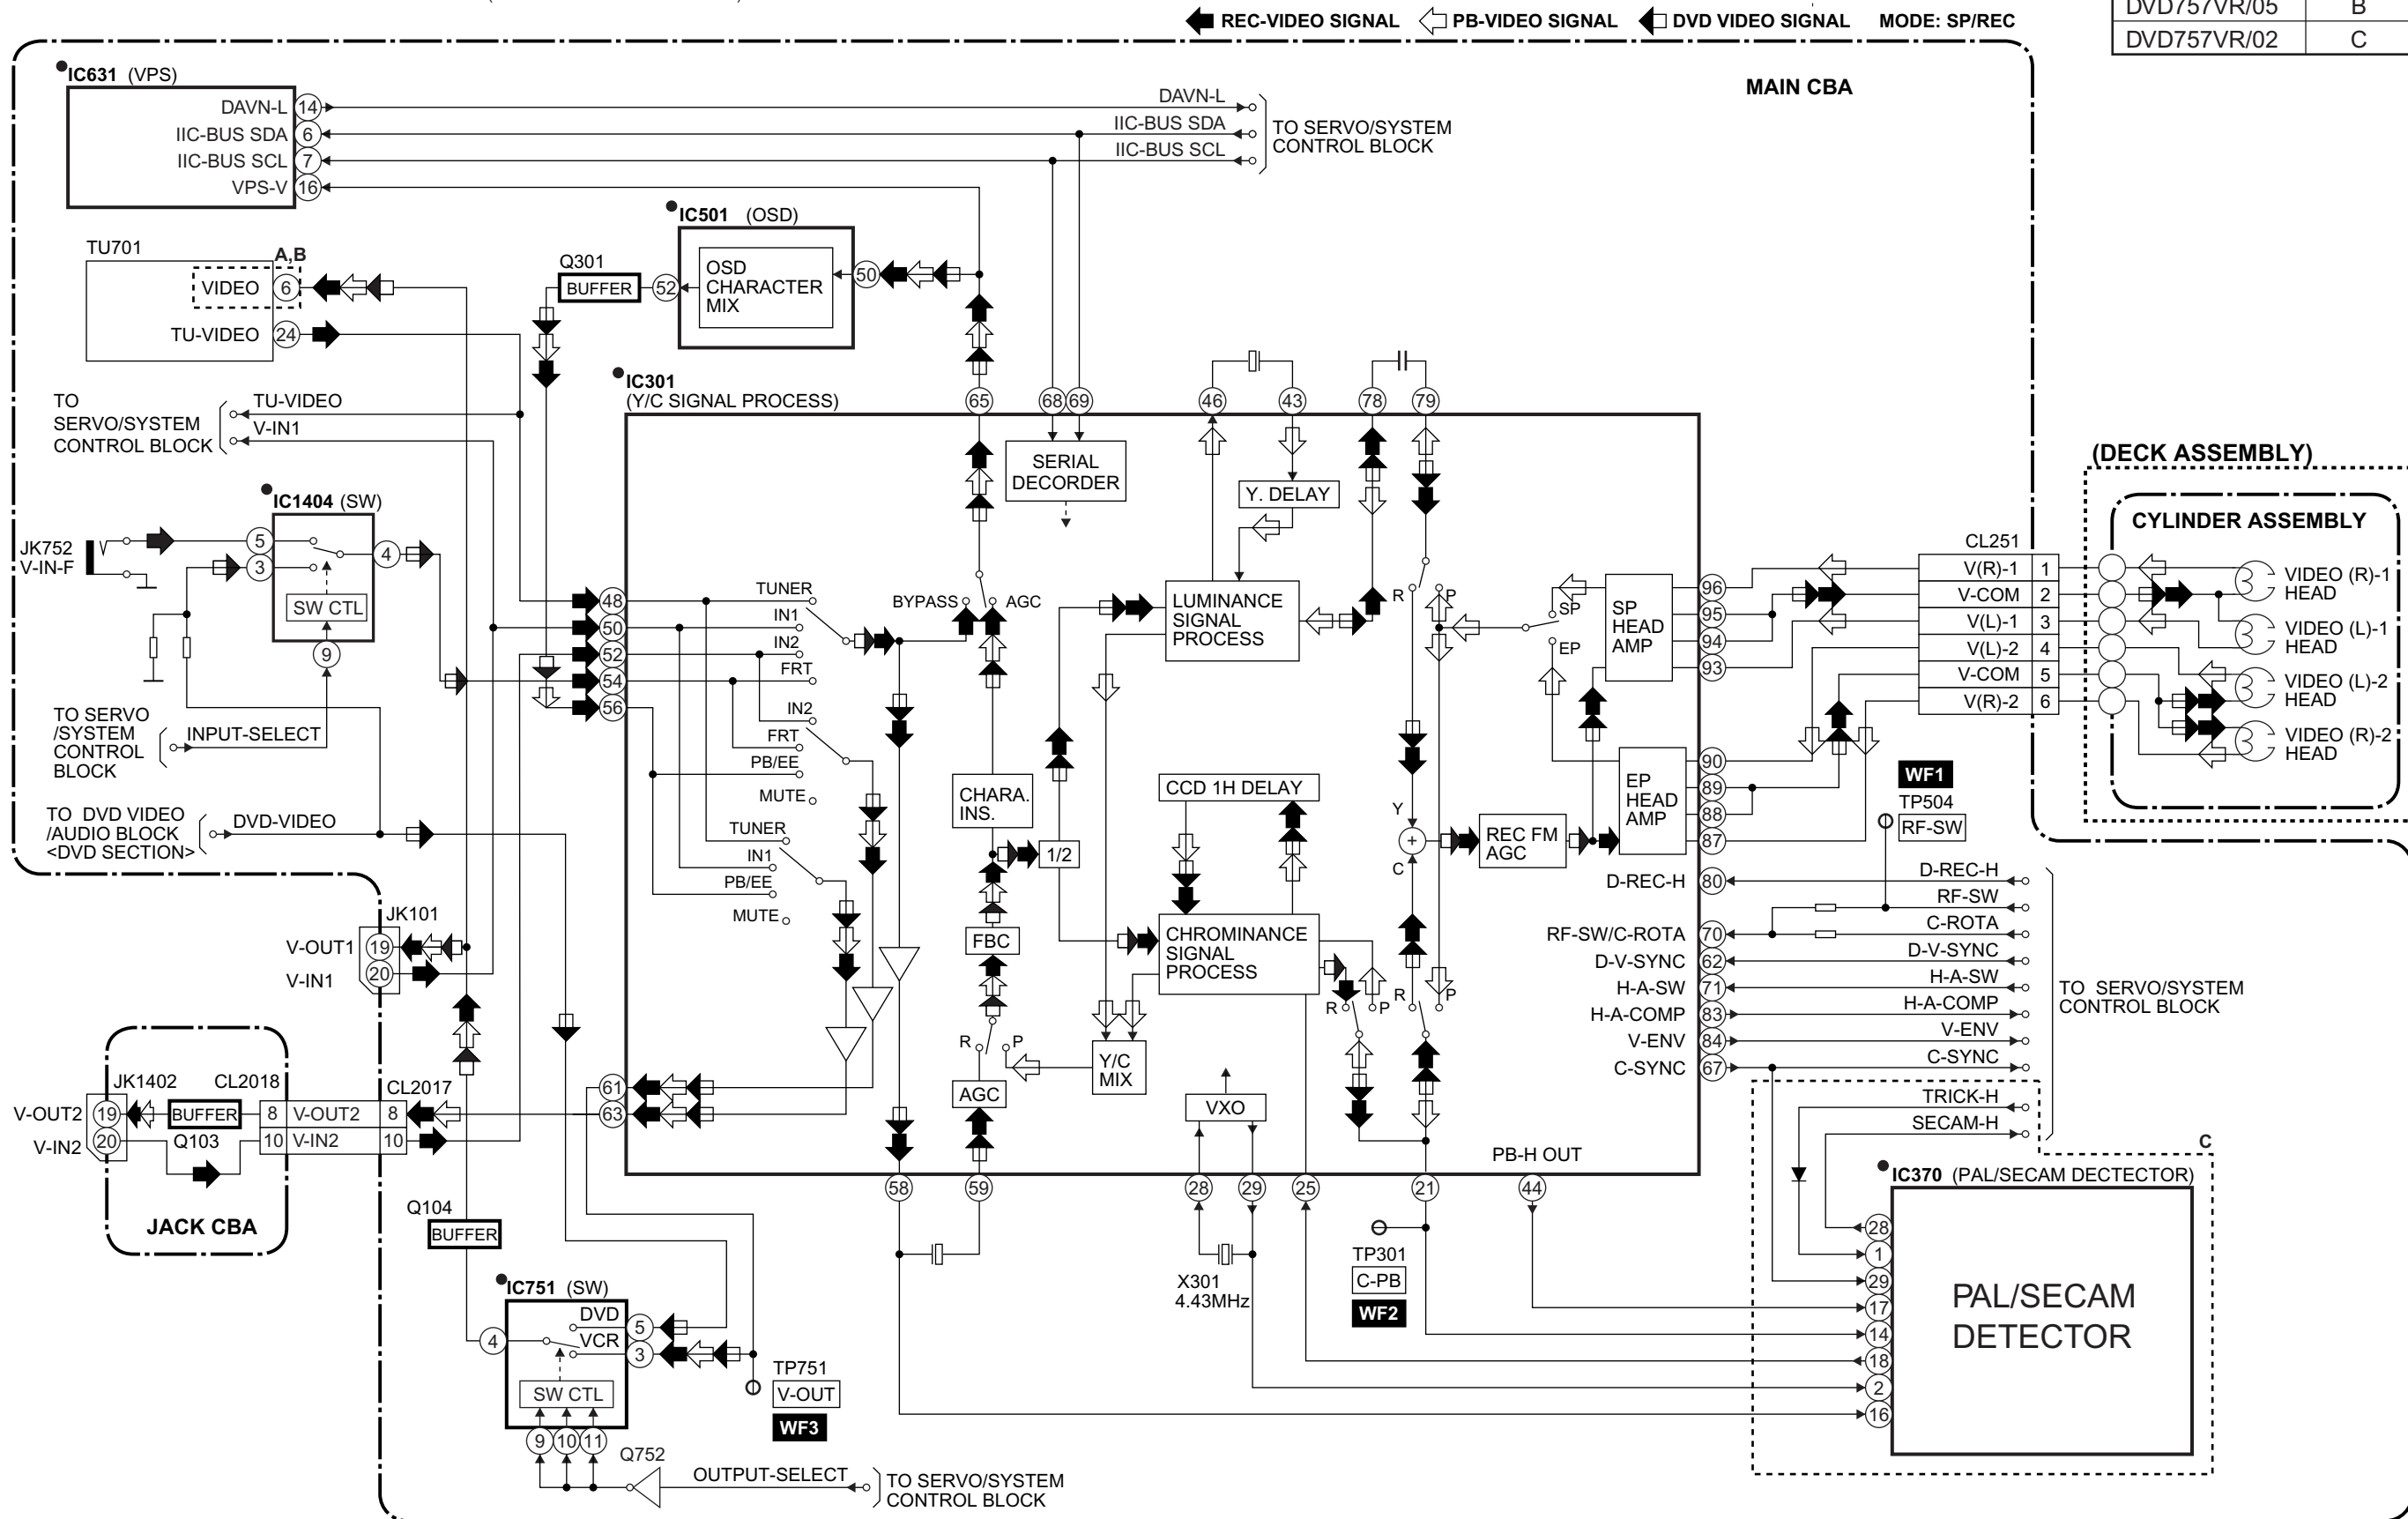 REC-VIDEO SIGNAL PB-VIDEO SIGNAL DVD VIDEO SIGNAL MODE: SP/REC
DVD757VR/05 B
DVD757VR/02 C
MAIN CBA
IC631 (VPS)
DAVN-L 14
IIC-BUS SDA 6
IIC-BUS SCL 7
VPS-V 16
DAVN-L
IIC-BUS SDA
IIC-BUS SCL
TO SERVO/SYSTEM
CONTROL BLOCK
TU701
A,B
VIDEO 6
TU-VIDEO 24
Q301
BUFFER
IC501 (OSD)
52
OSD
CHARACTER
MIX
50
TO
SERVO/SYSTEM
CONTROL BLOCK
TU-VIDEO
V-IN1
IC301
(Y/C SIGNAL PROCESS)
65 68 69 46 43 78 79
SERIAL
DECORDER
Y. DELAY
IC1404 (SW)
JK752
V-IN-F
5
3
4
SW CTL
9
TO SERVO
/SYSTEM
CONTROL
BLOCK
INPUT-SELECT
TO DVD VIDEO
/AUDIO BLOCK
<DVD SECTION>
DVD-VIDEO
48
50
52
54
56
TUNER
IN1
IN2
FRT
IN2
FRT
PB/EE
MUTE
TUNER
IN1
PB/EE
MUTE
BYPASS AGC
CHARA.
INS.
1/2
FBC
R P
AGC
LUMINANCE
SIGNAL
PROCESS
CCD 1H DELAY
CHROMINANCE
SIGNAL
PROCESS
Y/C
MIX
VXO
R P
R P
R P
Y
+
C
SP
EP
SP
HEAD
AMP
REC FM
AGC
EP
HEAD
AMP
96
95
94
93
90
89
88
87
CL251
V(R)-1 1
V-COM 2
V(L)-1 3
V(L)-2 4
V-COM 5
V(R)-2 6
(DECK ASSEMBLY)
CYLINDER ASSEMBLY
VIDEO (R)-1
HEAD
VIDEO (L)-1
HEAD
VIDEO (L)-2
HEAD
VIDEO (R)-2
HEAD
WF1
TP504
RF-SW
D-REC-H 80 D-REC-H
RF-SW
C-ROTA
RF-SW/C-ROTA 70
D-V-SYNC 62 D-V-SYNC
H-A-SW 71 H-A-SW
H-A-COMP 83 H-A-COMP
V-ENV 84 V-ENV
C-SYNC 67 C-SYNC
TO SERVO/SYSTEM
CONTROL BLOCK
TRICK-H
SECAM-H
C
PB-H OUT
JK101
V-OUT1 19
V-IN1 20
JK1402 CL2018 CL2017
V-OUT2 19 BUFFER 8 V-OUT2 8
V-IN2 20 Q103 10 V-IN2 10
JACK CBA
61
63
58 59 28 29 25 21 44
Q104
BUFFER
IC751 (SW)
4
DVD 5
VCR 3
SW CTL
9 10 11
Q752
OUTPUT-SELECT
TO SERVO/SYSTEM
CONTROL BLOCK
TP751
V-OUT
WF3
X301
4.43MHz
TP301
C-PB
WF2
IC370 (PAL/SECAM DECTECTOR)
28
1
29
17
14
18
2
16
PAL/SECAM
DETECTOR